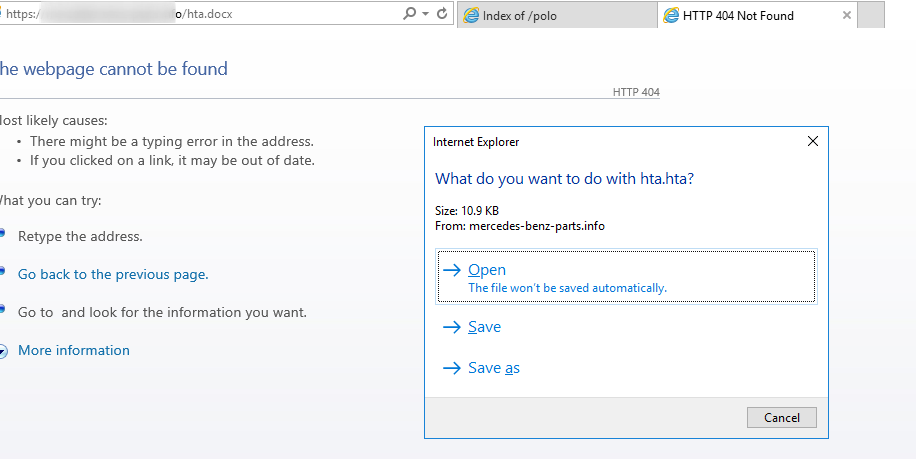 https:/ o/hta.docx
Index of /polo
HTTP 404 Not Found
he webpage cannot be found
HTTP 404
ost likely causes:
• There might be a typing error in the address.
• If you clicked on a link, it may be out of date.
hat you can try:
Retype the address.
Go back to the previous page.
Go to and look for the information you want.
More information
Internet Explorer
What do you want to do with hta.hta?
Size: 10.9 KB
From: mercedes-benz-parts.info
Open
The file won't be saved automatically.
Save
Save as
Cancel